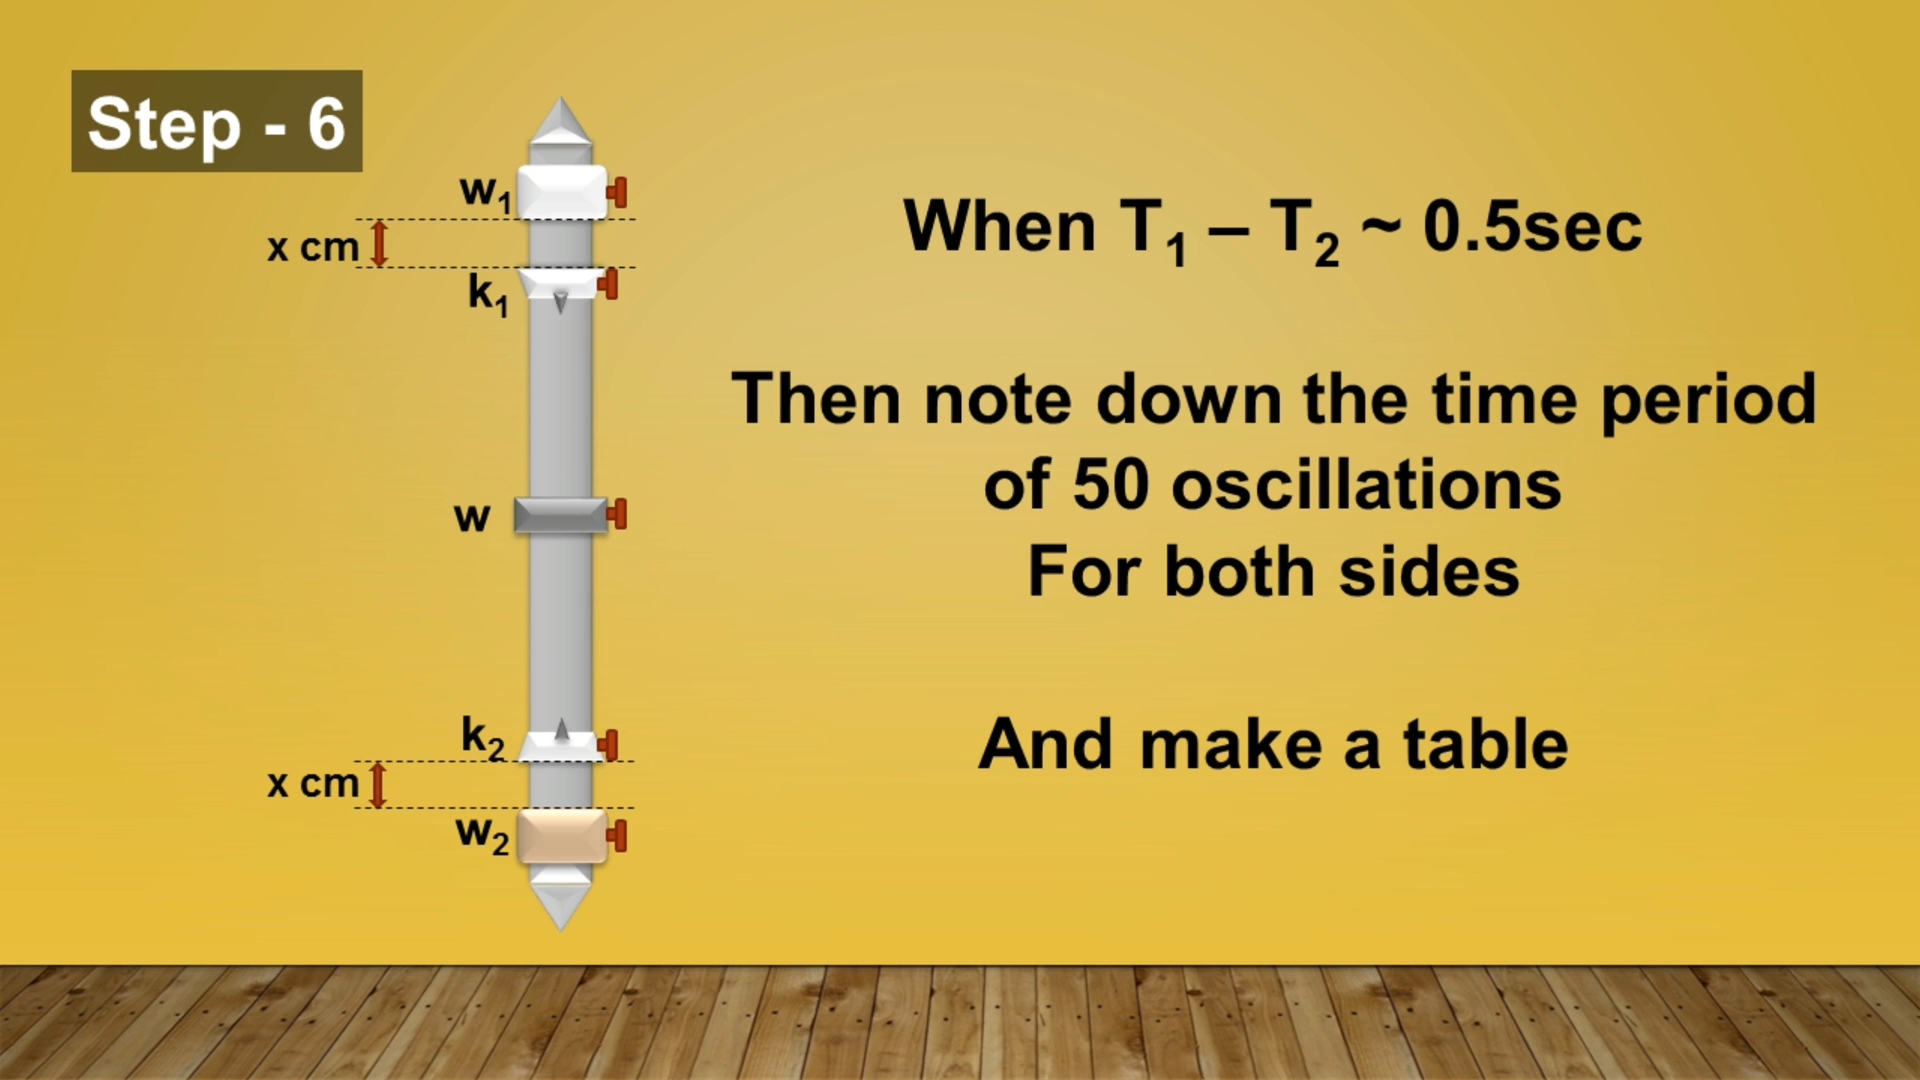 Step - 6
w₁
x cm
k₁
w
k₂
x cm
w₂
When T₁ – T₂ ~ 0.5sec
Then note down the time period
of 50 oscillations
For both sides
And make a table